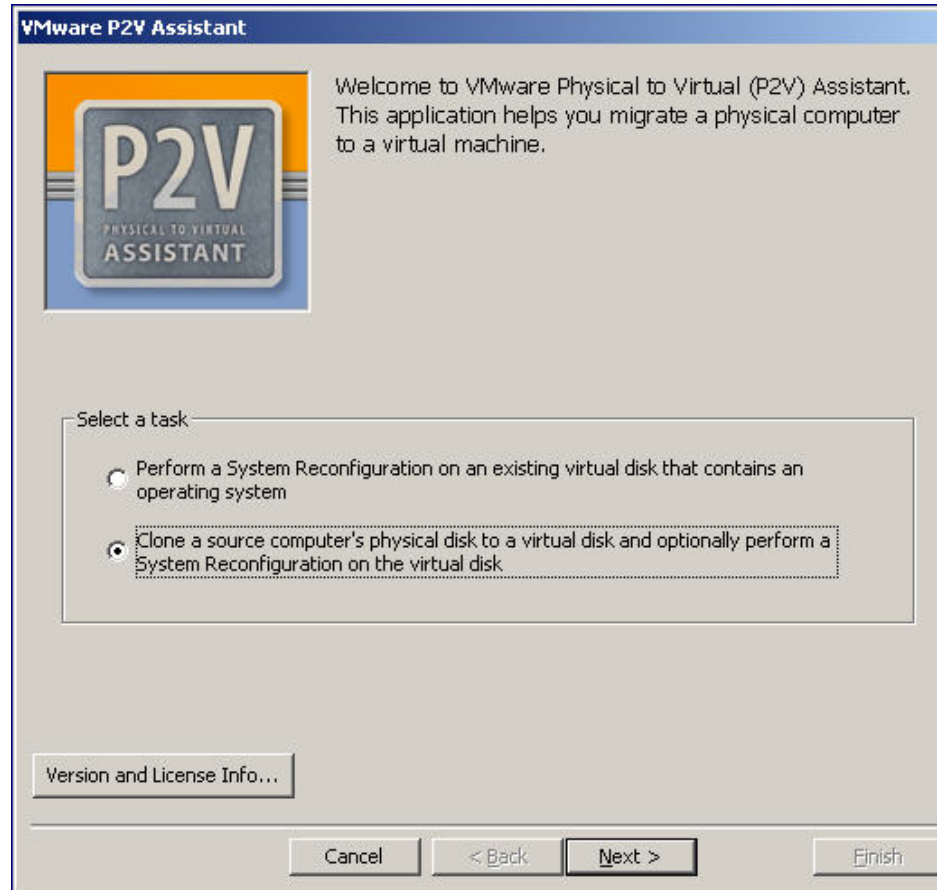 VMware P2V Assistant
P2V
PHYSICAL TO VIRTUAL
ASSISTANT
Welcome to VMware Physical to Virtual (P2V) Assistant.
This application helps you migrate a physical computer
to a virtual machine.
Select a task
Perform a System Reconfiguration on an existing virtual disk that contains an
operating system
Clone a source computer's physical disk to a virtual disk and optionally perform a
System Reconfiguration on the virtual disk
Version and License Info...
Cancel
< Back
Next >
Finish